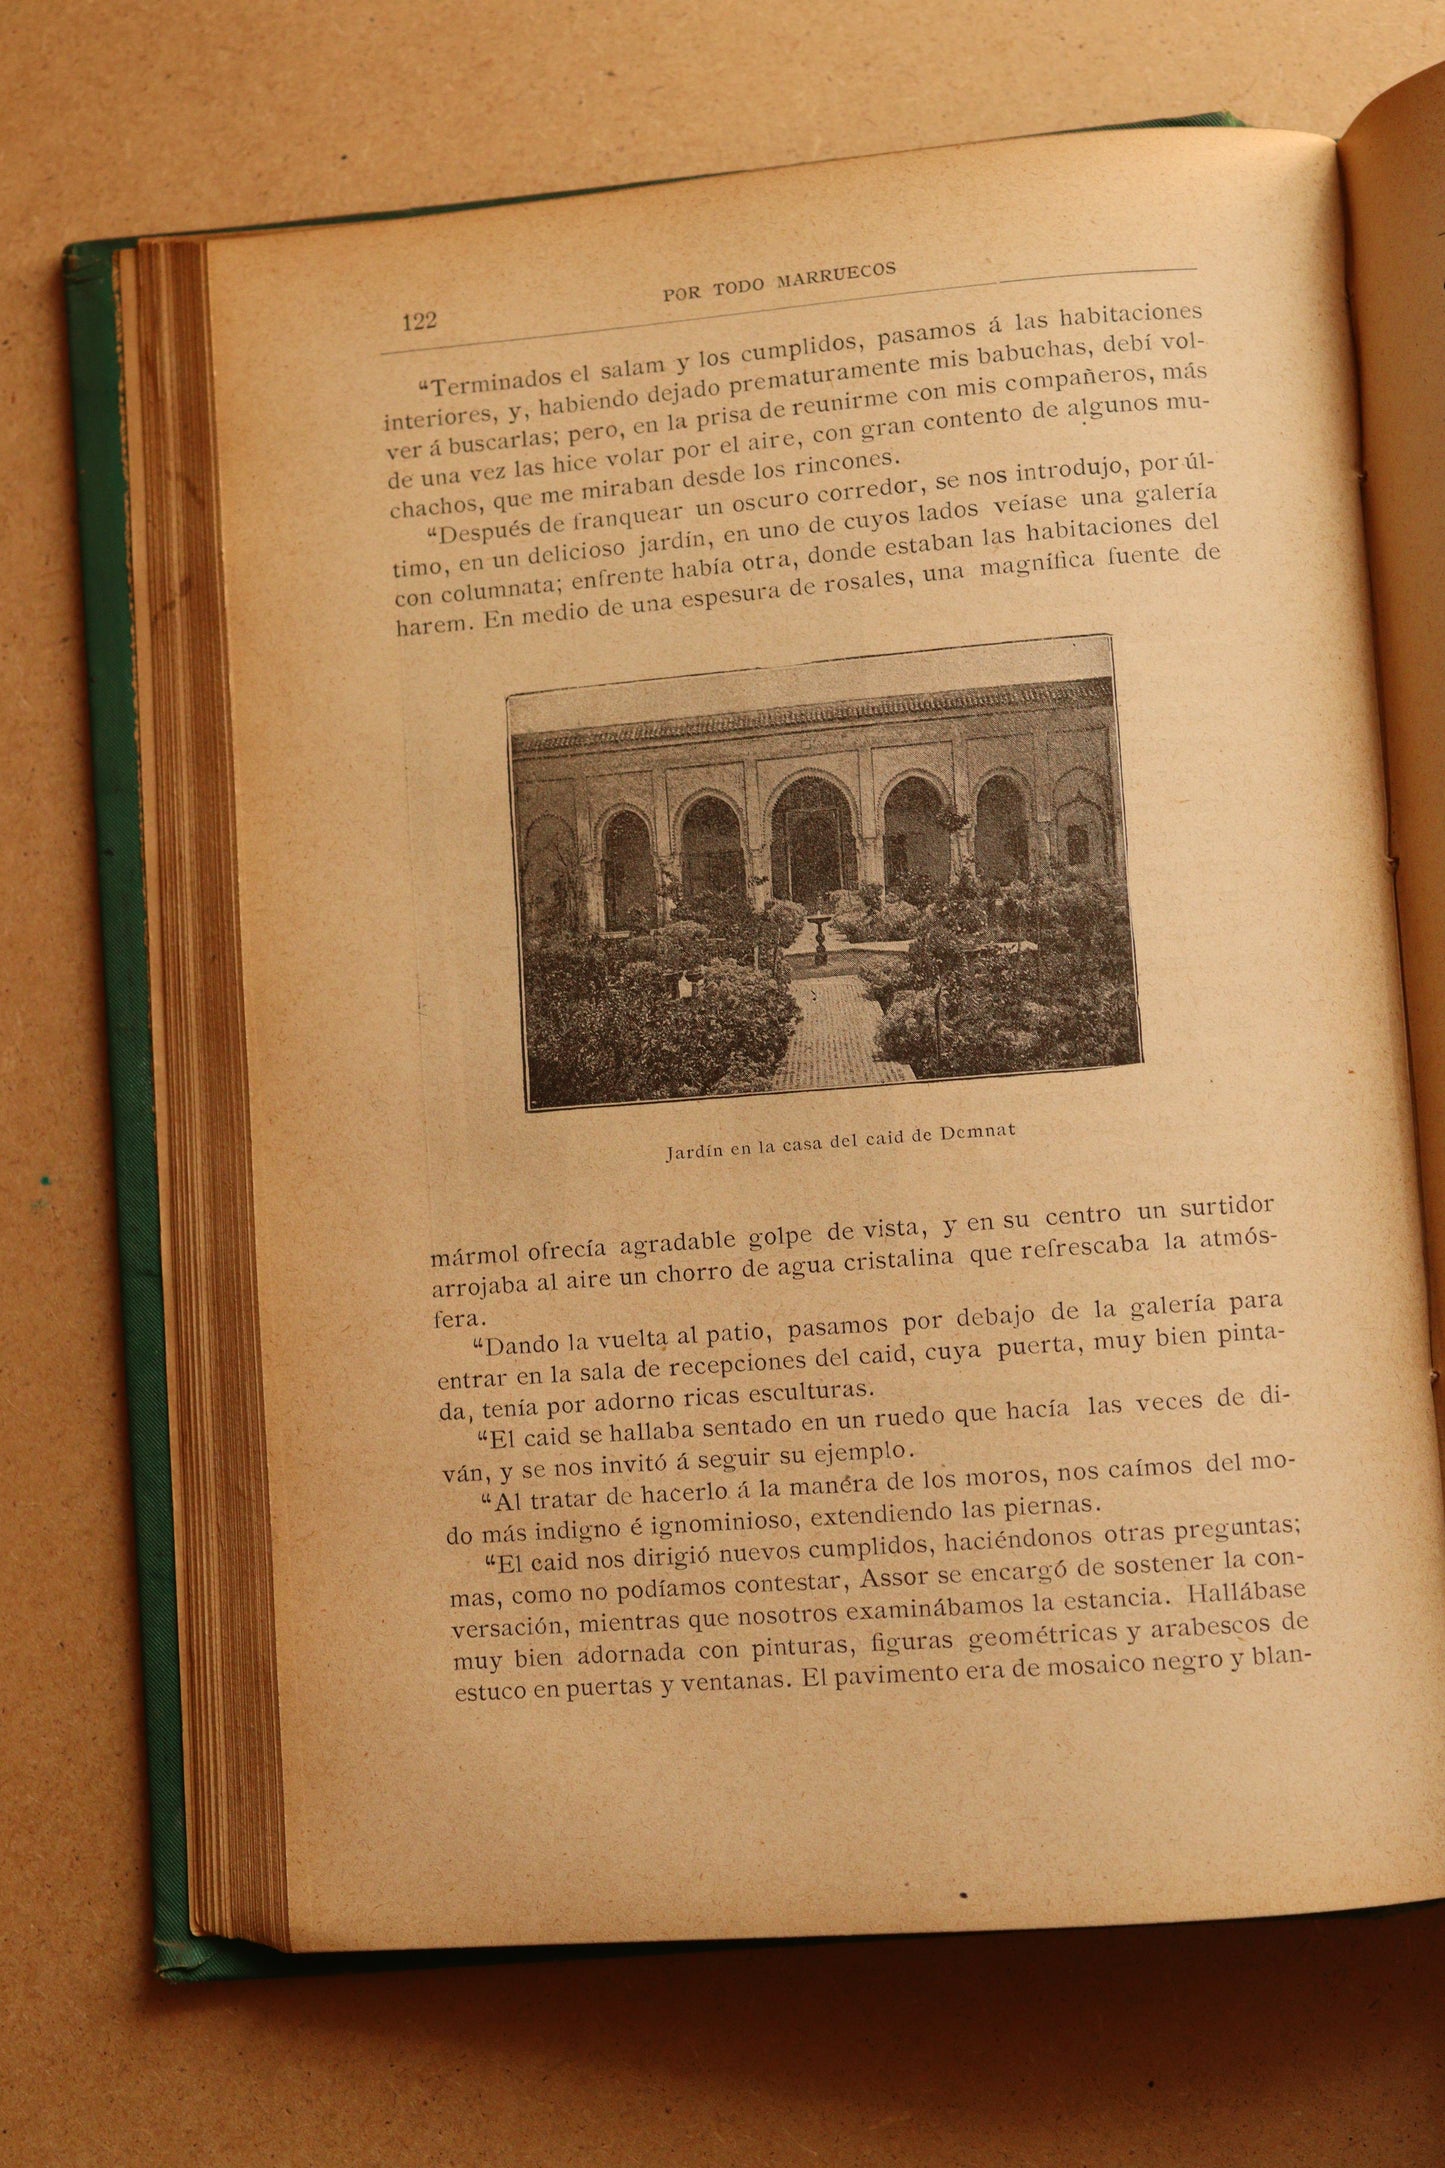 122
POR TODO MARRUECOS
“Terminados el salam y los cumplidos, pasamos á las habitaciones
interiores, y, habiendo dejado prematuramente mis babuchas, debí vol-
ver á buscarlas; pero, en la prisa de reunirme con mis compañeros, más
de una vez las hice volar por el aire, con gran contento de algunos mu-
chachos, que me miraban desde los rincones.
“Después de franquear un oscuro corredor, se nos introdujo, por úl-
timo, en un delicioso jardín, en uno de cuyos lados veíase una galería
con columnata; enfrente había otra, donde estaban las habitaciones del
harem. En medio de una espesura de rosales, una magnífica fuente de
Jardín en la casa del caid de Demnat
mármol ofrecía agradable golpe de vista, y en su centro un surtidor
arrojaba al aire un chorro de agua cristalina que refrescaba la atmós-
fera.
“Dando la vuelta al patio, pasamos por debajo de la galería para
entrar en la sala de recepciones del caid, cuya puerta, muy bien pinta-
da, tenía por adorno ricas esculturas.
“El caid se hallaba sentado en un ruedo que hacía las veces de di-
ván, y se nos invitó á seguir su ejemplo.
“Al tratar de hacerlo á la manéra de los moros, nos caímos del mo-
do más indigno é ignominioso, extendiendo las piernas.
“El caid nos dirigió nuevos cumplidos, haciéndonos otras preguntas;
mas, como no podíamos contestar, Assor se encargó de sostener la con-
versación, mientras que nosotros examinábamos la estancia. Hallábase
muy bien adornada con pinturas, figuras geométricas y arabescos de
estuco en puertas y ventanas. El pavimento era de mosaico negro y blan-